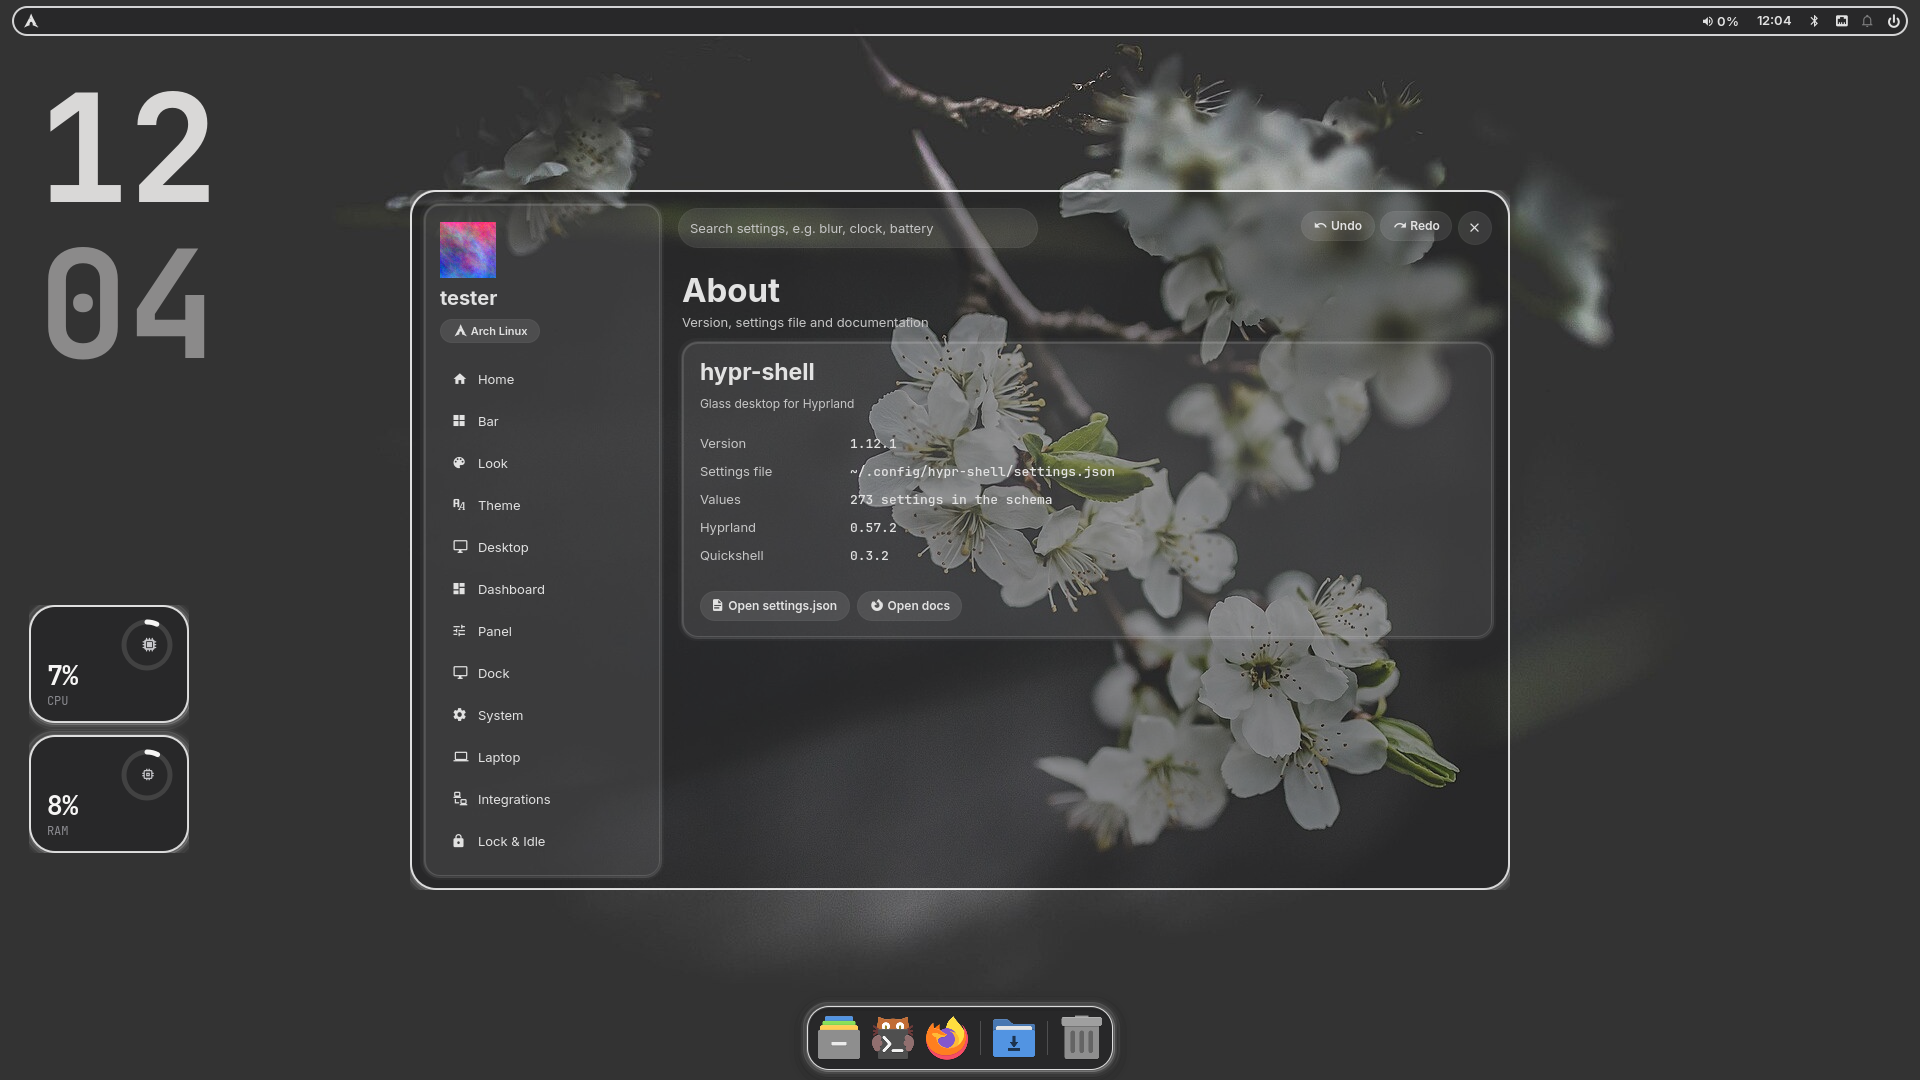 0%
12:04
12
04
7%
CPU
8%
RAM
tester
Arch Linux
Home
Bar
Look
Theme
Desktop
Dashboard
Panel
Dock
System
Laptop
Integrations
Lock & Idle
Search settings, e.g. blur, clock, battery
Undo
Redo
About
Version, settings file and documentation
hypr-shell
Glass desktop for Hyprland
Version 1.12.1
Settings file ~/.config/hypr-shell/settings.json
Values 273 settings in the schema
Hyprland 0.57.2
Quickshell 0.3.2
Open settings.json
Open docs